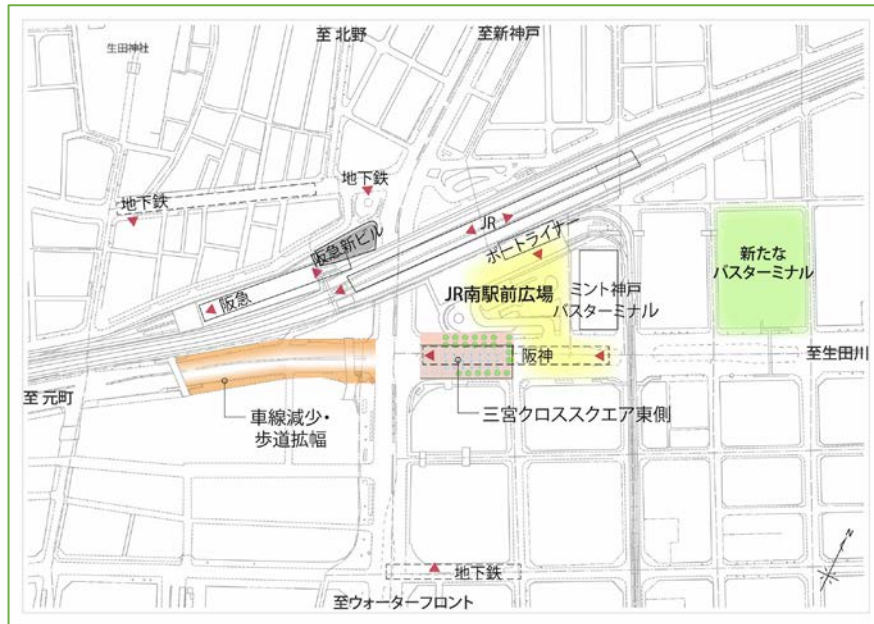 至 北野
至新神戸
生田神社
地下鉄
地下鉄
JR
阪急新ビル
ポートライナー
新たな
バスターミナル
阪急
JR南駅前広場
ミント神戸
バスターミナル
阪神
至生田川
至 元町
車線減少・
歩道拡幅
三宮クロススクエア東側
地下鉄
至ウォーターフロント
N